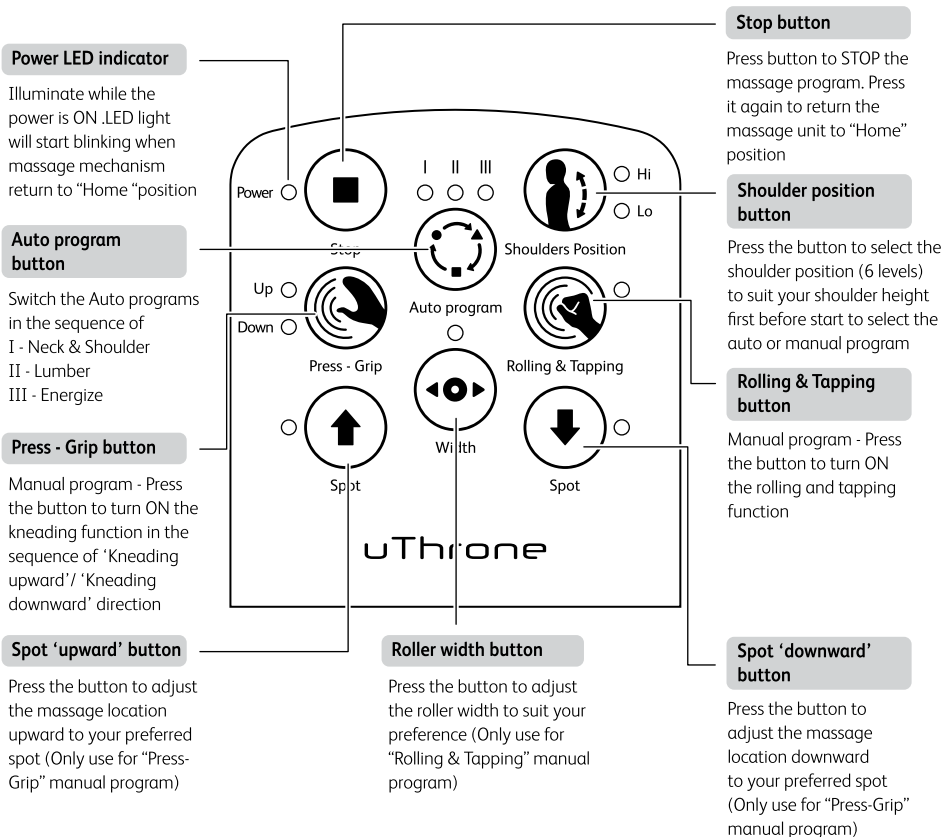 Power LED indicator
Illuminate while the
power is ON .LED light
will start blinking when
massage mechanism
return to “Home “position
Auto program
button
Switch the Auto programs
in the sequence of
I - Neck & Shoulder
II - Lumber
III - Energize
Press - Grip button
Manual program - Press
the button to turn ON the
kneading function in the
sequence of ‘Kneading
upward’/ ‘Kneading
downward’ direction
Spot ‘upward’ button
Press the button to adjust
the massage location
upward to your preferred
spot (Only use for “Press-
Grip” manual program)
Power
Stop
I II III
Hi
Lo
Shoulders Position
Auto program
Up
Down
Press - Grip
Rolling & Tapping
Width
Spot
Spot
uThrone
Roller width button
Press the button to adjust
the roller width to suit your
preference (Only use for
“Rolling & Tapping” manual
program)
Stop button
Press button to STOP the
massage program. Press
it again to return the
massage unit to “Home”
position
Shoulder position
button
Press the button to select the
shoulder position (6 levels)
to suit your shoulder height
first before start to select the
auto or manual program
Rolling & Tapping
button
Manual program - Press
the button to turn ON
the rolling and tapping
function
Spot ‘downward’
button
Press the button to
adjust the massage
location downward
to your preferred spot
(Only use for “Press-Grip”
manual program)